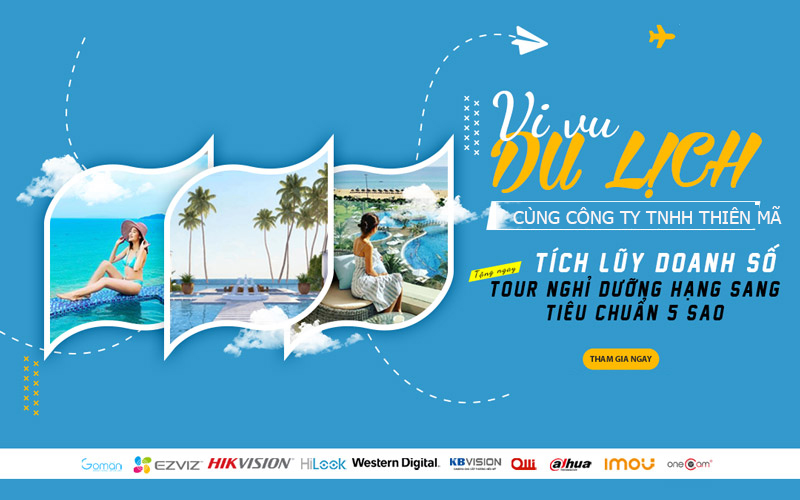 Vi vu
DU LỊCH
CÙNG CÔNG TY TNHH THIÊN MÃ
Tặng ngay
TÍCH LŨY DOANH SỐ
TOUR NGHỈ DƯỠNG HẠNG SANG
TIÊU CHUẨN 5 SAO
THAM GIA NGAY
Goman EZVIZ HIKVISION HiLook Western Digital. KBVISION alhua imou onecam